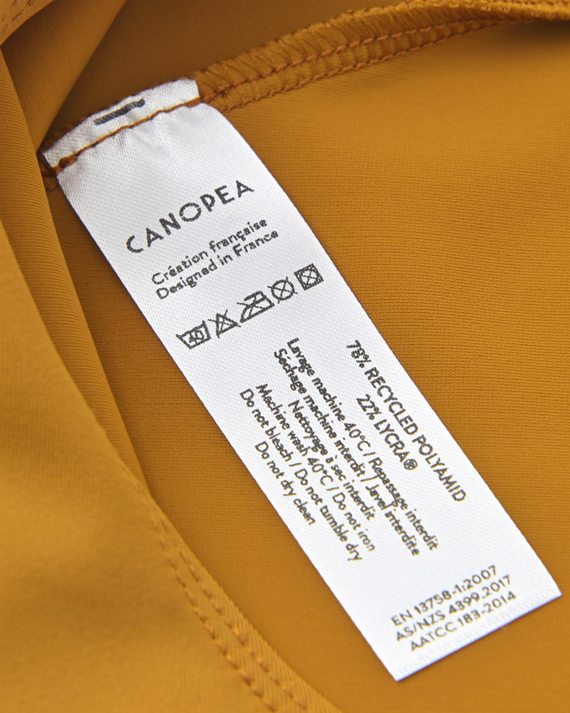 CANOPEA
Création française
Designed in France
40
78% RECYCLED POLYAMID
22% LYCRA®
Lavage machine 40°C / Repassage interdit
Séchage machine interdit / Javel interdite
Nettoyage à sec interdit
Machine wash 40°C / Do not iron
Do not bleach / Do not tumble dry
Do not dry clean
EN 13758-1:2007
AS/NZS 4399:2017
AATCC 183-2014